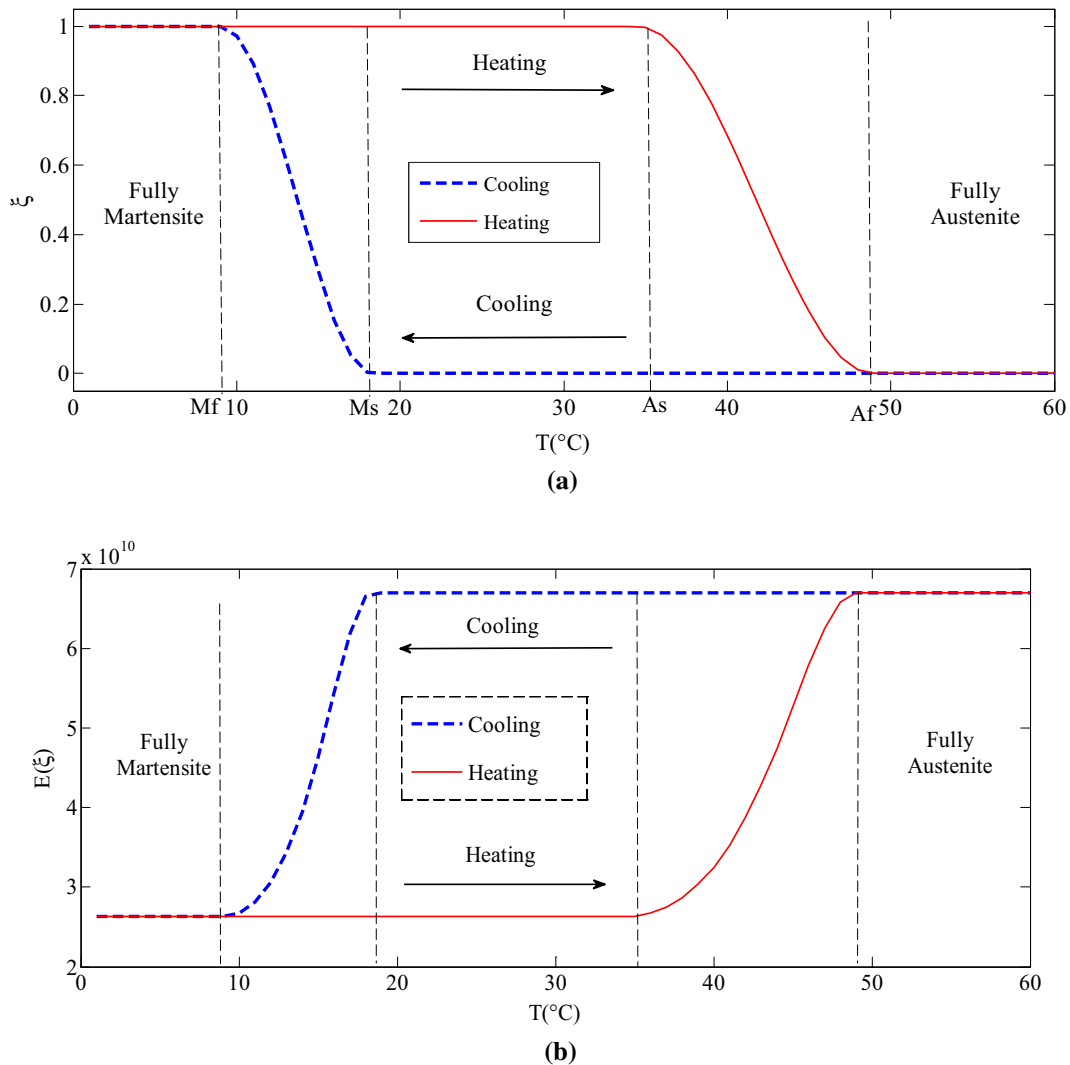 1
0.8
0.6
0.4
0.2
0
ξ
Heating
Cooling
Heating
Fully
Martensite
Fully
Austenite
Cooling
0 Mf 10 Ms 20 30 As 40 Af 50 60
T(°C)
(a)
7 x 10¹⁰
6
5
4
3
2
E(ξ)
Cooling
Cooling
Heating
Fully
Martensite
Fully
Austenite
Heating
0 10 20 30 40 50 60
T(°C)
(b)